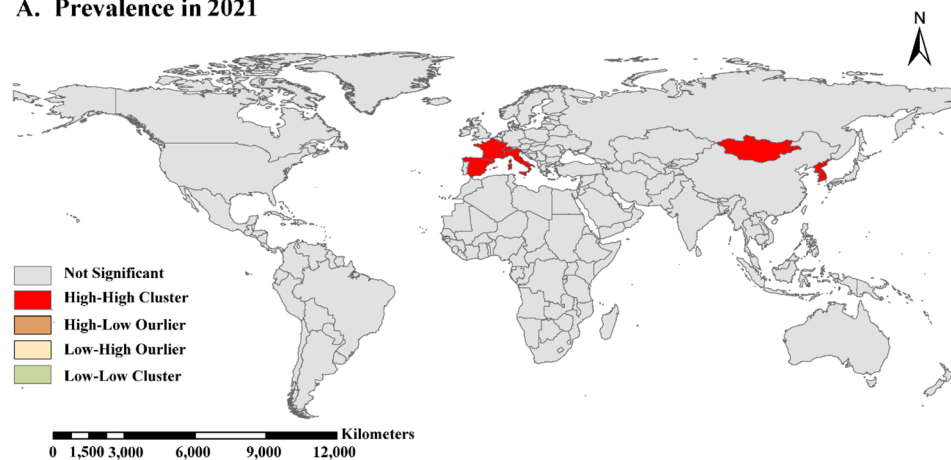 A. Prevalence in 2021
N
Not Significant
High-High Cluster
High-Low Ourlier
Low-High Ourlier
Low-Low Cluster
Kilometers
0 1,500 3,000 6,000 9,000 12,000